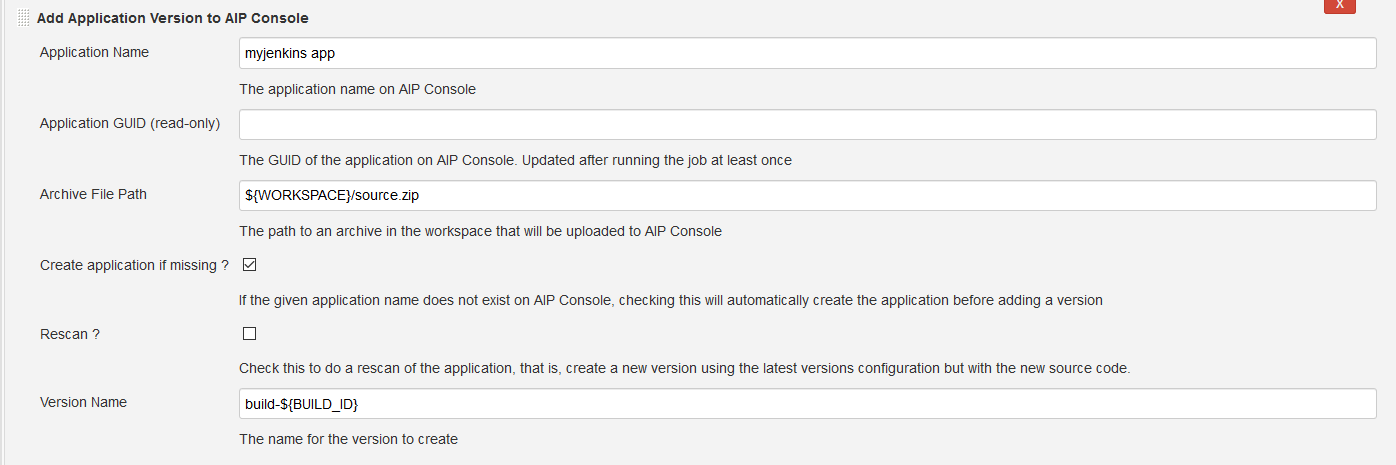 X
Add Application Version to AIP Console
Application Name
myjenkins app
The application name on AIP Console
Application GUID (read-only)
The GUID of the application on AIP Console. Updated after running the job at least once
Archive File Path
${WORKSPACE}/source.zip
The path to an archive in the workspace that will be uploaded to AIP Console
Create application if missing ?
If the given application name does not exist on AIP Console, checking this will automatically create the application before adding a version
Rescan ?
Check this to do a rescan of the application, that is, create a new version using the latest versions configuration but with the new source code.
Version Name
build-${BUILD_ID}
The name for the version to create